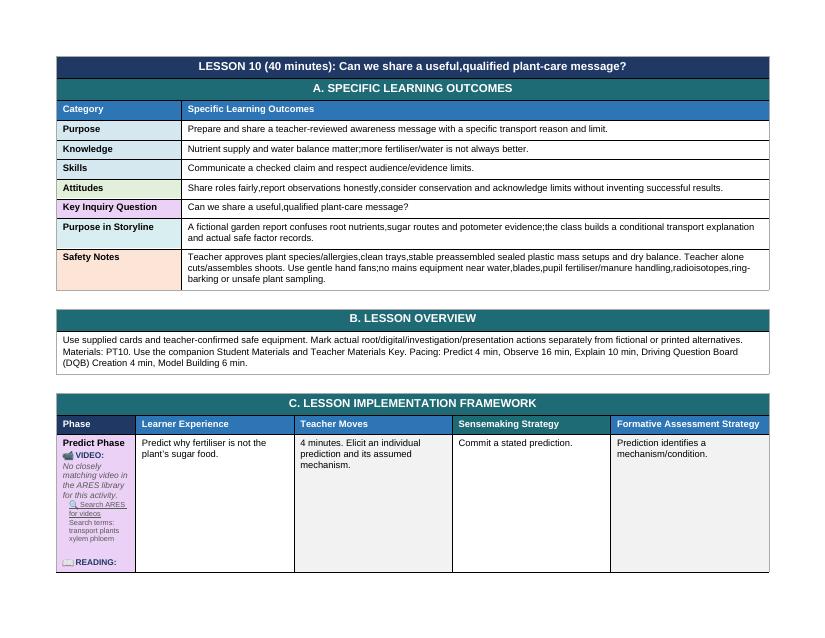 LESSON 10 (40 minutes): Can we share a useful,qualified plant-care message?
A. SPECIFIC LEARNING OUTCOMES
Category
Specific Learning Outcomes
Purpose
Prepare and share a teacher-reviewed awareness message with a specific transport reason and limit.
Knowledge
Nutrient supply and water balance matter;more fertiliser/water is not always better.
Skills
Communicate a checked claim and respect audience/evidence limits.
Attitudes
Share roles fairly,report observations honestly,consider conservation and acknowledge limits without inventing successful results.
Key Inquiry Question
Can we share a useful,qualified plant-care message?
Purpose in Storyline
A fictional garden report confuses root nutrients,sugar routes and potometer evidence;the class builds a conditional transport explanation
and actual safe factor records.
Safety Notes
Teacher approves plant species/allergies,clean trays,stable preassembled sealed plastic mass setups and dry balance. Teacher alone
cuts/assembles shoots. Use gentle hand fans;no mains equipment near water,blades,pupil fertiliser/manure handling,radioisotopes,ring-
barking or unsafe plant sampling.
B. LESSON OVERVIEW
Use supplied cards and teacher-confirmed safe equipment. Mark actual root/digital/investigation/presentation actions separately from fictional or printed alternatives.
Materials: PT10. Use the companion Student Materials and Teacher Materials Key. Pacing: Predict 4 min, Observe 16 min, Explain 10 min, Driving Question Board
(DQB) Creation 4 min, Model Building 6 min.
C. LESSON IMPLEMENTATION FRAMEWORK
Phase
Learner Experience
Teacher Moves
Sensemaking Strategy
Formative Assessment Strategy
Predict Phase
VIDEO:
No closely
matching video in
the ARES library
for this activity.
Search ARES
for videos
Search terms:
transport plants
xylem phloem
READING:
Predict why fertiliser is not the
plant's sugar food.
4 minutes. Elicit an individual
prediction and its assumed
mechanism.
Commit a stated prediction.
Prediction identifies a
mechanism/condition.